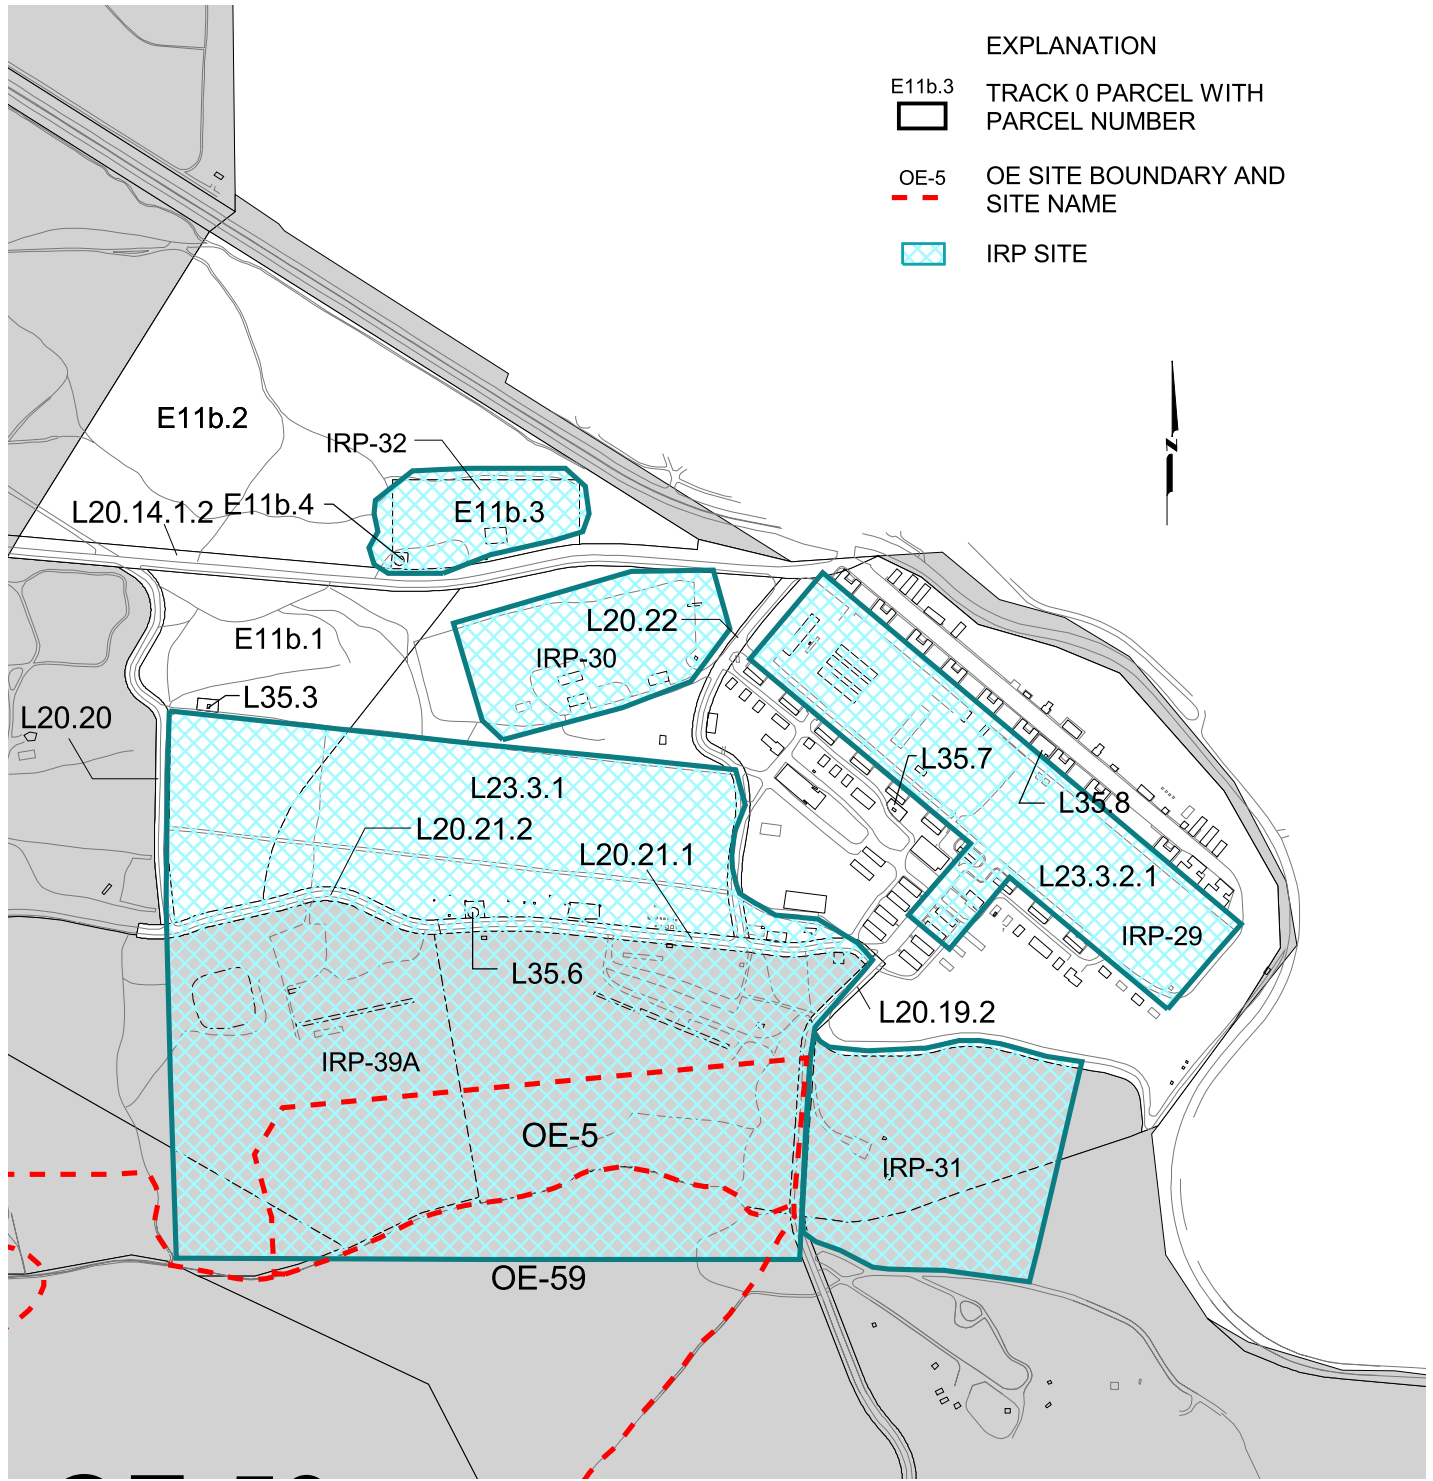 EXPLANATION
E11b.3
TRACK 0 PARCEL WITH
PARCEL NUMBER
OE-5
OE SITE BOUNDARY AND
SITE NAME
IRP SITE
N
E11b.2
IRP-32
L20.14.1.2
E11b.4
E11b.3
L20.22
E11b.1
IRP-30
L35.3
L20.20
L35.7
L23.3.1
L35.8
L20.21.2
L20.21.1
L23.3.2.1
IRP-29
L35.6
L20.19.2
IRP-39A
OE-5
IRP-31
OE-59